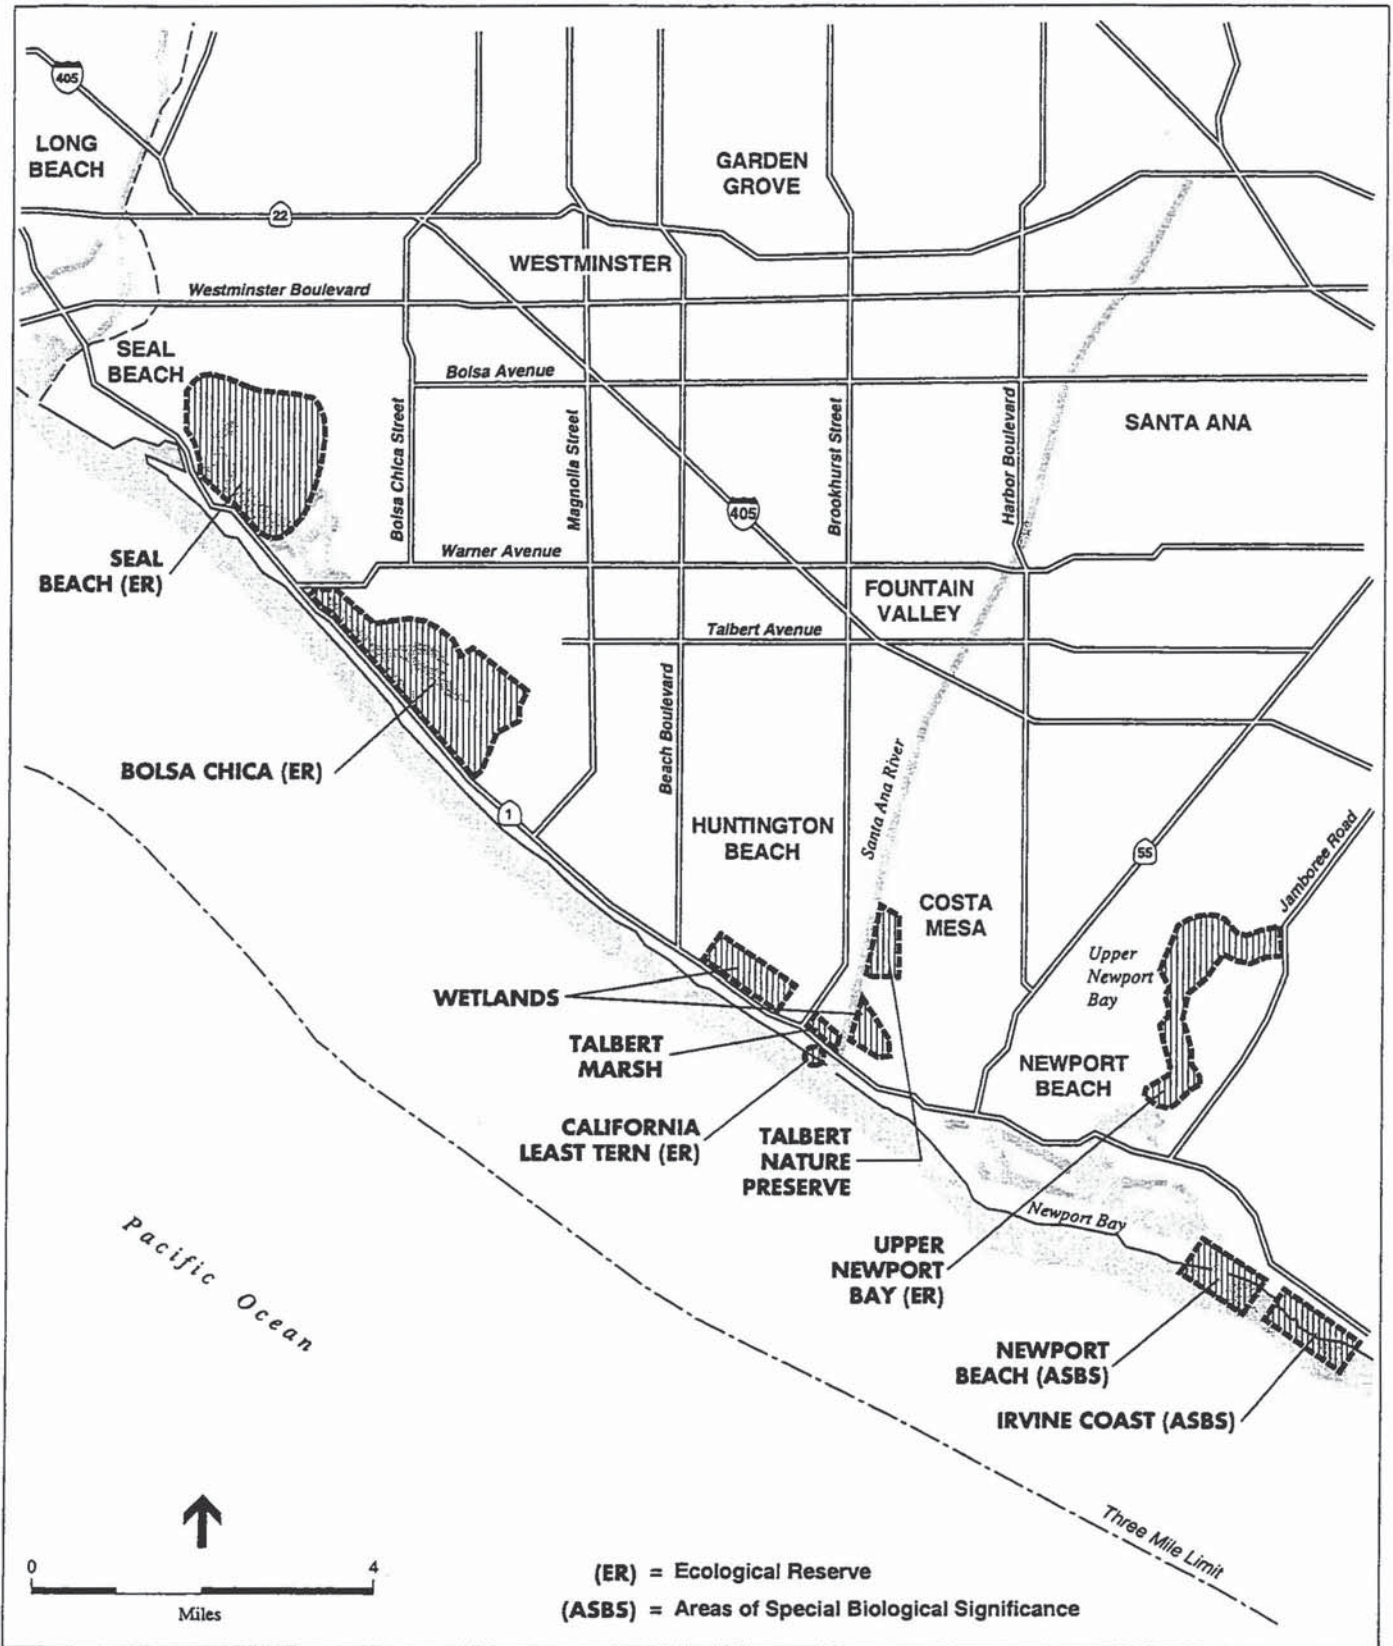 405
LONG
BEACH
GARDEN
GROVE
22
WESTMINSTER
Westminster Boulevard
SEAL
BEACH
Bolsa Avenue
Bolsa Chica Street
Magnolia Street
Brookhurst Street
Harbor Boulevard
SANTA ANA
405
SEAL
BEACH (ER)
Warner Avenue
FOUNTAIN
VALLEY
Talbert Avenue
Beach Boulevard
BOLSA CHICA (ER)
Santa Ana River
1
HUNTINGTON
BEACH
55
Jamboree Road
COSTA
MESA
Upper
Newport
Bay
WETLANDS
TALBERT
MARSH
NEWPORT
BEACH
CALIFORNIA
LEAST TERN (ER)
TALBERT
NATURE
PRESERVE
Newport Bay
Pacific Ocean
UPPER
NEWPORT
BAY (ER)
NEWPORT
BEACH (ASBS)
IRVINE COAST (ASBS)
Three Mile Limit
0 4
Miles
(ER) = Ecological Reserve
(ASBS) = Areas of Special Biological Significance